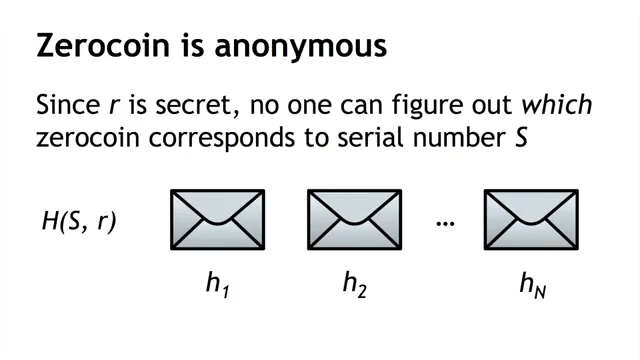 Zerocoin is anonymous
Since r is secret, no one can figure out which
zerocoin corresponds to serial number S
H(S, r) ...
h₁ h₂ h_N